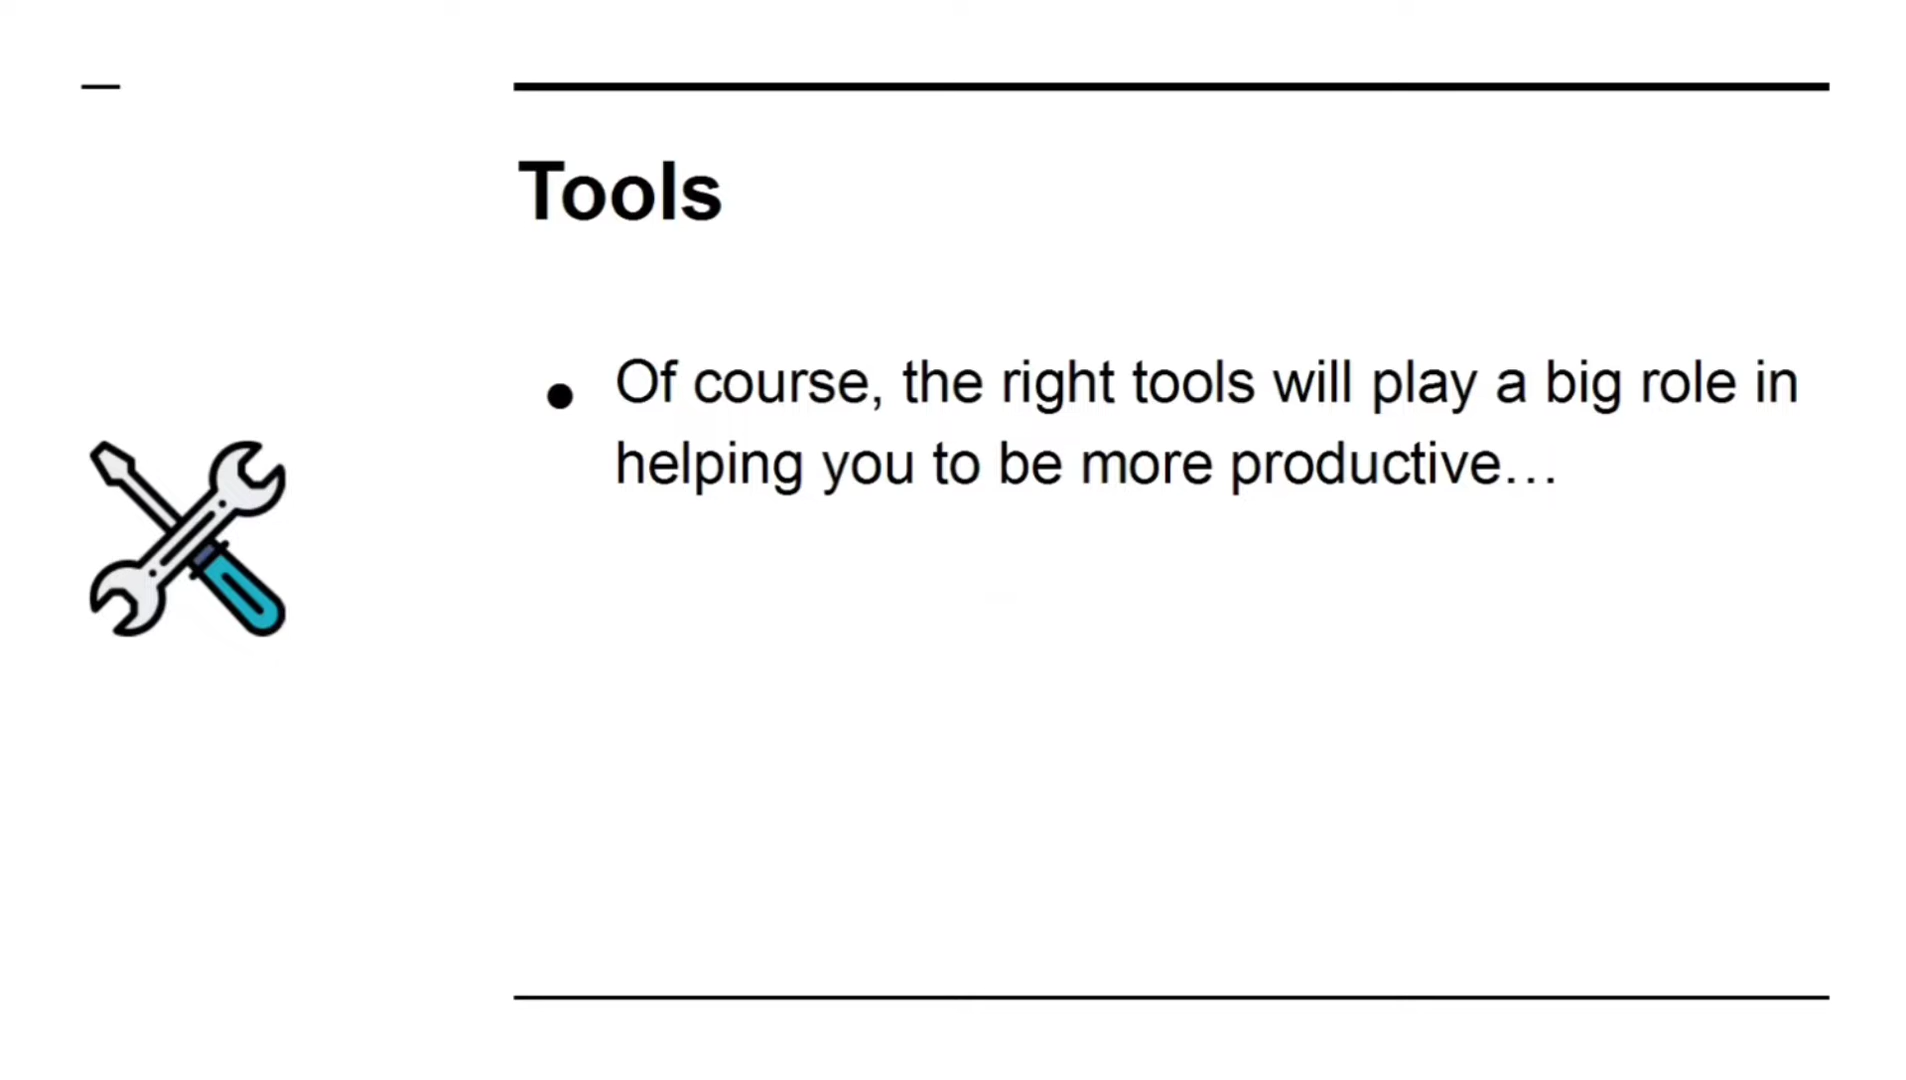 Tools
● Of course, the right tools will play a big role in
helping you to be more productive…